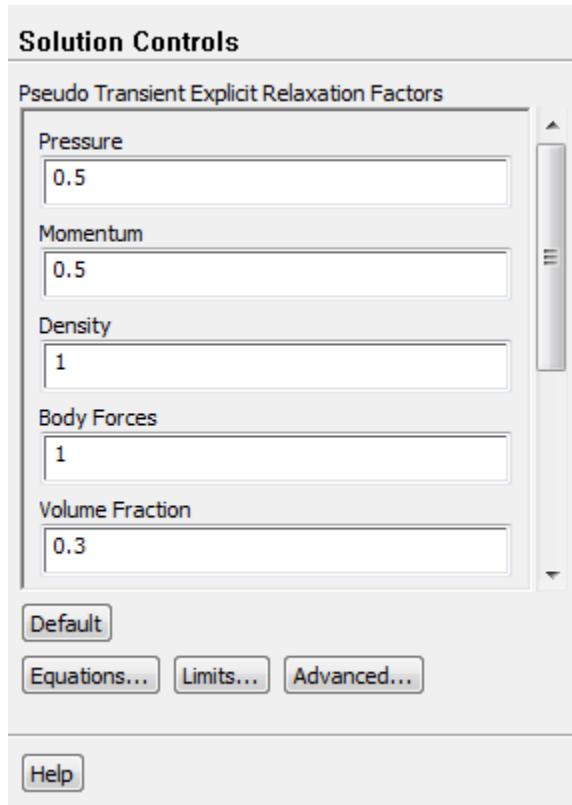 Solution Controls
Pseudo Transient Explicit Relaxation Factors
Pressure
0.5
Momentum
0.5
Density
1
Body Forces
1
Volume Fraction
0.3
Default
Equations... Limits... Advanced...
Help